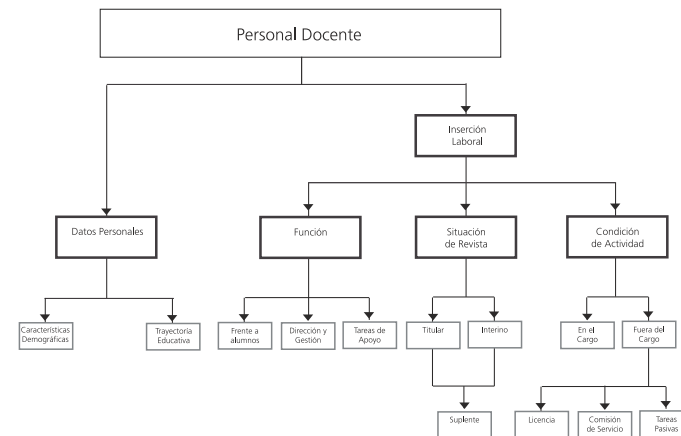 Personal Docente
Inserción
Laboral
Datos Personales
Función
Situación
de Revista
Condición
de Actividad
Características
Demográficas
Trayectoría
Educativa
Frente a
alumnos
Dirección y
Gestión
Tareas de
Apoyo
Titular
Interino
En el
Cargo
Fuera del
Cargo
Suplente
Licencia
Comisión
de Servicio
Tareas
Pasivas